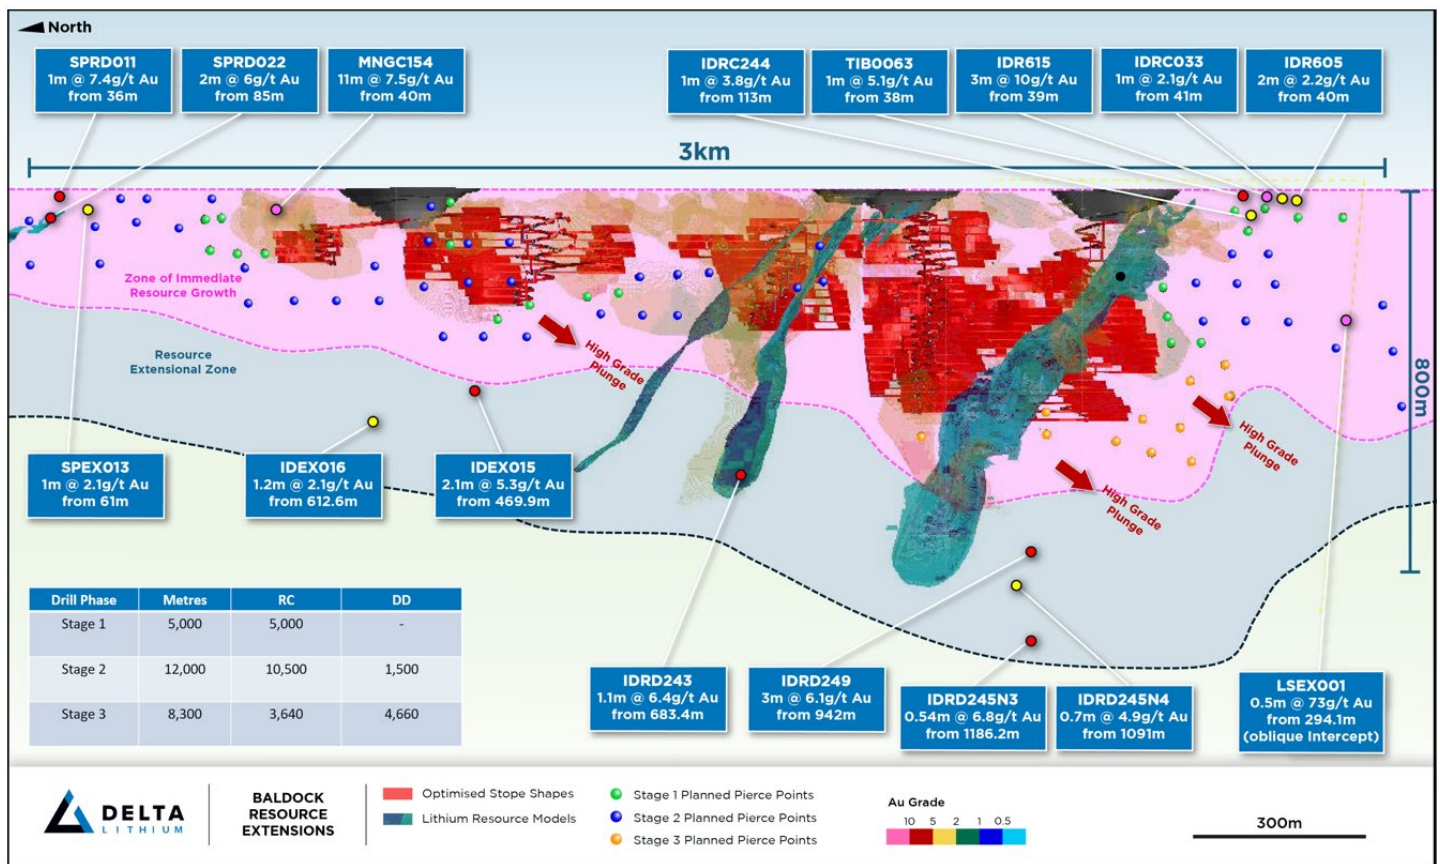 North
SPRD011
1m @ 7.4g/t Au
from 36m
SPRD022
2m @ 6g/t Au
from 85m
MNGC154
11m @ 7.5g/t Au
from 40m
IDRC244
1m @ 3.8g/t Au
from 113m
TIB0063
1m @ 5.1g/t Au
from 38m
IDR615
3m @ 10g/t Au
from 39m
IDRC033
1m @ 2.1g/t Au
from 41m
IDR605
2m @ 2.2g/t Au
from 40m
3km
Zone of Immediate
Resource Growth
Resource
Extensional Zone
High Grade
Plunge
High Grade
Plunge
High Grade
Plunge
800m
SPEX013
1m @ 2.1g/t Au
from 61m
IDEX016
1.2m @ 2.1g/t Au
from 612.6m
IDEX015
2.1m @ 5.3g/t Au
from 469.9m
Drill Phase Metres RC DD
Stage 1 5,000 5,000 -
Stage 2 12,000 10,500 1,500
Stage 3 8,300 3,640 4,660
IDRD243
1.1m @ 6.4g/t Au
from 683.4m
IDRD249
3m @ 6.1g/t Au
from 942m
IDRD245N3
0.54m @ 6.8g/t Au
from 1186.2m
IDRD245N4
0.7m @ 4.9g/t Au
from 1091m
LSEX001
0.5m @ 73g/t Au
from 294.1m
(oblique Intercept)
DELTA
LITHIUM
BALDOCK
RESOURCE
EXTENSIONS
Optimised Stope Shapes
Lithium Resource Models
Stage 1 Planned Pierce Points
Stage 2 Planned Pierce Points
Stage 3 Planned Pierce Points
Au Grade
10 5 2 1 0.5
300m